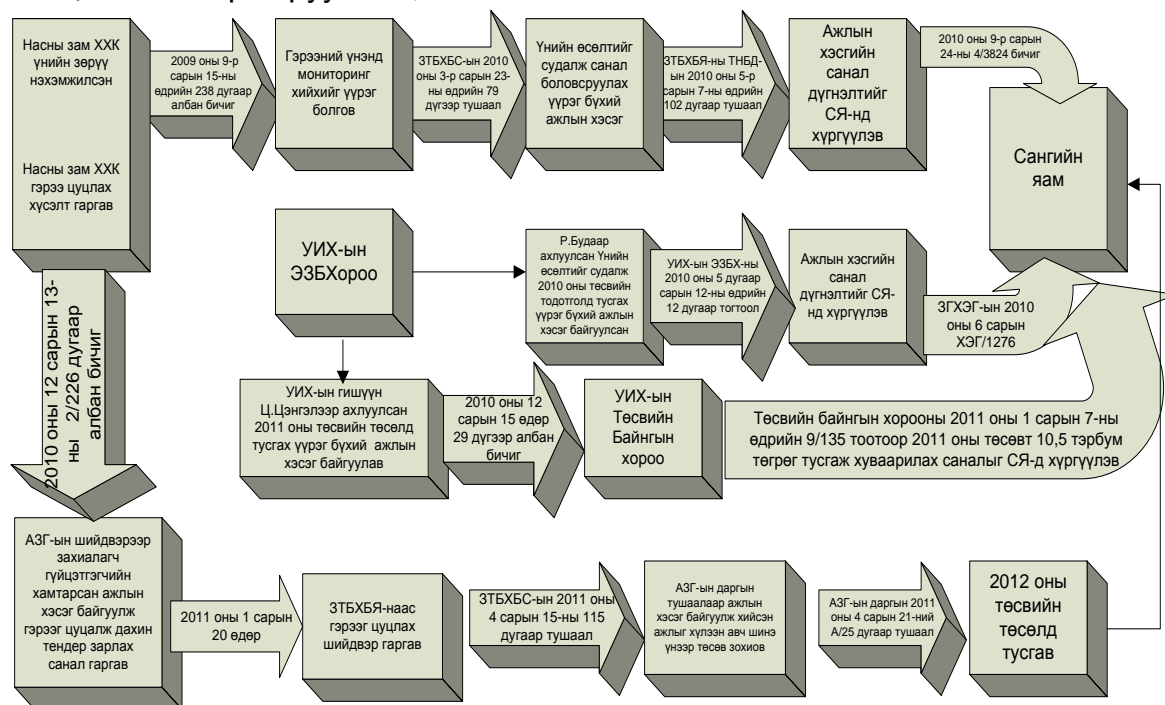 Насны зам ХХК
үнийн зөрүү
нэхэмжилсэн
Насны зам ХХК
гэрээ цуцлах
хүсэлт гаргав
2009 оны 9-р
сарын 15-ны
өдрийн 238 дугаар
албан бичиг
Гэрээний үнэнд
мониторинг
хийхийг үүрэг
болгов
ЗТБХБС-ын 2010
оны 3-р сарын 23-
ны өдрийн 79
дүгээр тушаал
Үнийн өсөлтийг
судалж санал
боловсруулах
үүрэг бүхий
ажлын хэсэг
ЗТБХБЯ-ны ТНБД-
ын 2010 оны 5-р
сарын 7-ны өдрийн
102 дугаар тушаал
Ажлын
хэсгийн
санал
дүгнэлтийг
СЯ-нд
хүргүүлэв
2010 оны 9-р сарын
24-ны 4/3824 бичиг
Сангийн
яам
УИХ-ын
ЭЗБХороо
Р.Будаар
ахлуулсан Үнийн
өсөлтийг судалж
2010 оны төсвийн
тодотголд тусгах
үүрэг бүхий ажлын
хэсэг байгуулсан
УИХ-ын ЭЗБХ-ны
2010 оны 5 дугаар
сарын 12-ны өдрийн
12 дугаар тогтоол
Ажлын хэсгийн
санал
дүгнэлтийг СЯ-
нд хүргүүлэв
ЗГХЭГ-ын 2010
оны 6 сарын
ХЭГ/1276
2010 оны 12 сарын 13-
ны 2/226 дугаар
албан бичиг
УИХ-ын гишүүн
Ц.Цэнгэлээр ахлуулсан
2011 оны төсвийн төсөлд
тусгах үүрэг бүхий ажлын
хэсэг байгуулав
2010 оны 12
сарын 15 өдөр
29 дүгээр албан
бичиг
УИХ-ын
Төсвийн
Байнгын
хороо
Төсвийн байнгын хорооны 2011 оны 1 сарын 7-ны
өдрийн 9/135 тоотоор 2011 оны төсөвт 10,5 тэрбум
төгрөг тусгаж хуваарилах саналыг СЯ-д хүргүүлэв
АЗГ-ын шийдвэрээр
захиалагч
гүйцэтгэгчийн
хамтарсан ажлын
хэсэг байгуулж
гэрээг цуцалж дахин
тендер зарлах
санал гаргав
2011 оны 1 сарын
20 өдөр
ЗТБХБЯ-наас
гэрээг цуцлах
шийдвэр гаргав
ЗТБХБС-ын 2011 оны
4 сарын 15-ны 115
дугаар тушаал
АЗГ-ын даргын
тушаалаар ажлын
хэсэг байгуулж хийсэн
ажлыг хүлээн авч шинэ
үнээр төсөв зохиов
АЗГ-ын даргын 2011
оны 4 сарын 21-ний
А/25 дугаар тушаал
2012 оны
төсвийн
төсөлд
тусгав